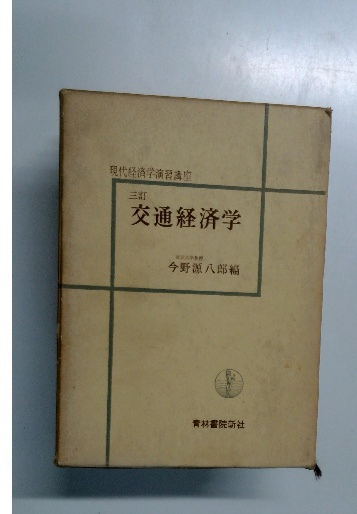 現代経済学演習講座
三訂
交通経済学
今野源八郎編
青林書院新社